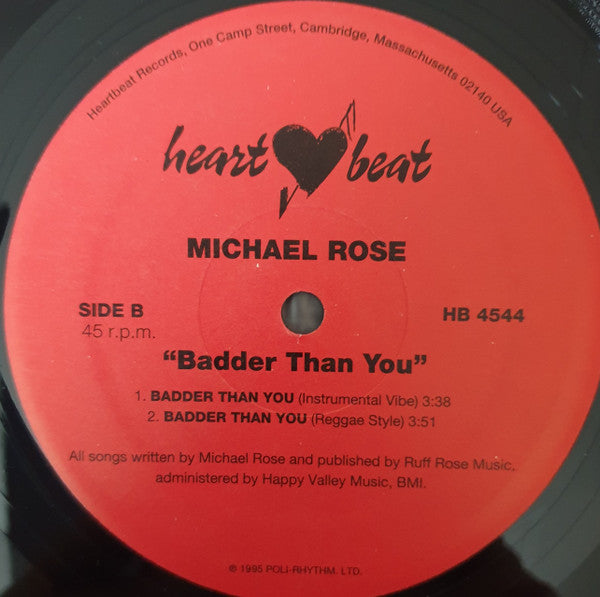 Heartbeat Records, One Camp Street, Cambridge, Massachusetts 02140 USA
heart beat
MICHAEL ROSE
SIDE B
45 r.p.m.
HB 4544
"Badder Than You"
1. BADDER THAN YOU (Instrumental Vibe) 3:38
2. BADDER THAN YOU (Reggae Style) 3:51
All songs written by Michael Rose and published by Ruff Rose Music,
administered by Happy Valley Music, BMI.
℗ 1995 POLI-RHYTHM. LTD.